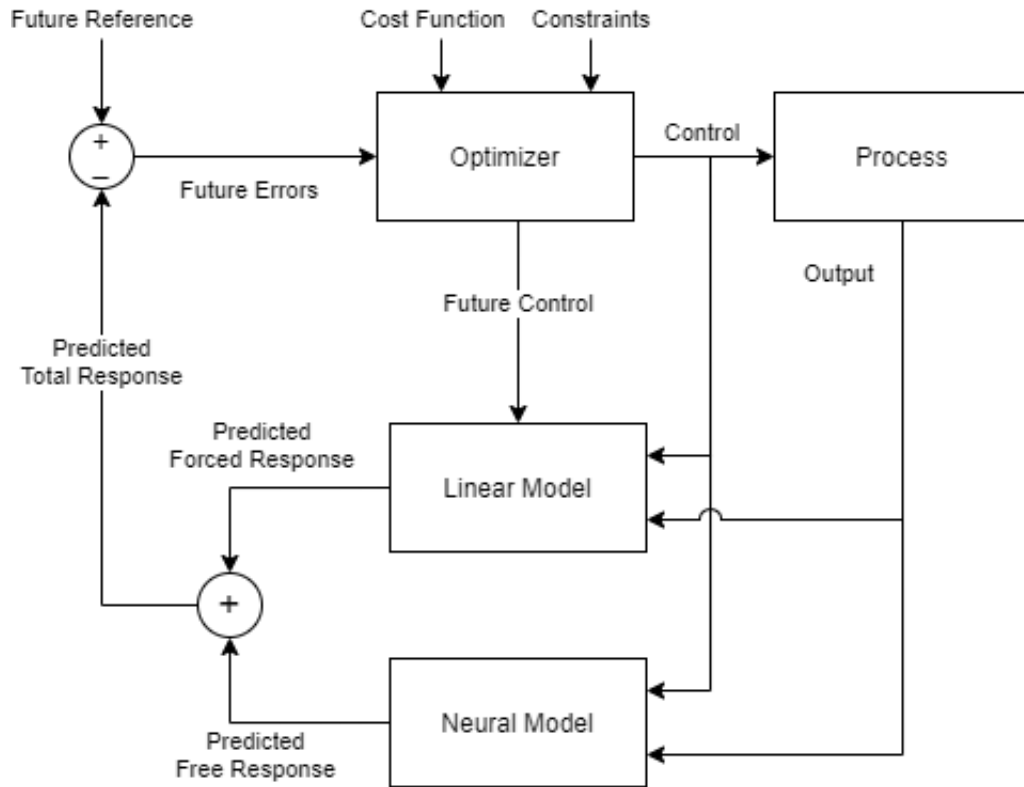 Future Reference
Cost Function
Constraints
+
−
Future Errors
Optimizer
Control
Process
Output
Future Control
Predicted
Total Response
Predicted
Forced Response
Linear Model
+
Neural Model
Predicted
Free Response